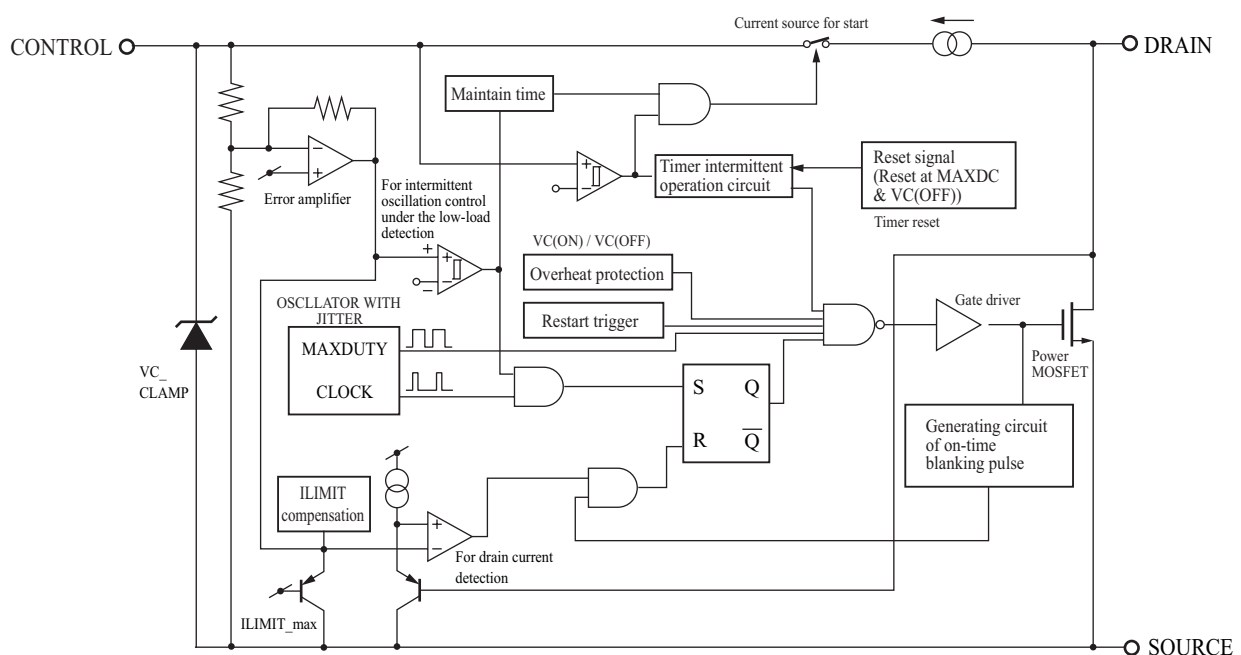 Current source for start
CONTROL
DRAIN
Maintain time
Timer intermittent
operation circuit
Reset signal
(Reset at MAXDC
& VC(OFF))
Timer reset
−
+
Error amplifier
+
−
For intermittent
oscillation control
under the low-load
detection
+
+
−
−
VC(ON) / VC(OFF)
Overheat protection
Restart trigger
Gate driver
Power
MOSFET
OSCLLATOR WITH
JITTER
MAXDUTY
CLOCK
VC_
CLAMP
S
Q
R
Q
Generating circuit
of on-time
blanking pulse
ILIMIT
compensation
+
−
For drain current
detection
ILIMIT_max
SOURCE